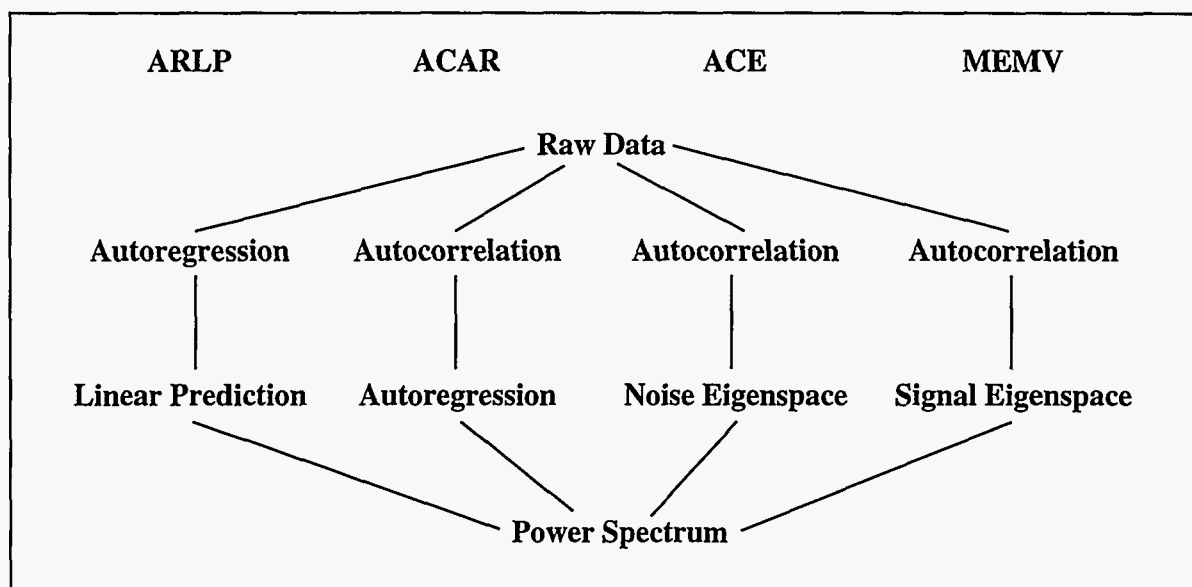 ARLP ACAR ACE MEMV
Raw Data
Autoregression Autocorrelation Autocorrelation Autocorrelation
Linear Prediction Autoregression Noise Eigenspace Signal Eigenspace
Power Spectrum